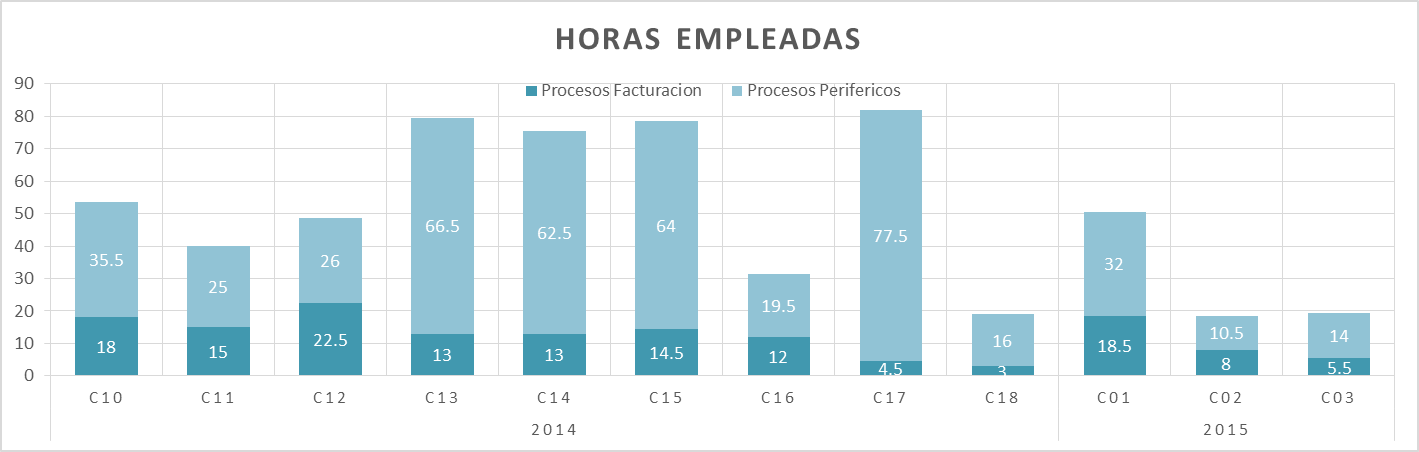 HORAS EMPLEADAS
Procesos Facturacion Procesos Perifericos
90
80
70
60
50
40
30
20
10
0
35.5 25 26 66.5 62.5 64 19.5 77.5 16 32 10.5 14
18 15 22.5 13 13 14.5 12 4.5 3 18.5 8 5.5
C10 C11 C12 C13 C14 C15 C16 C17 C18 C01 C02 C03
2014 2015